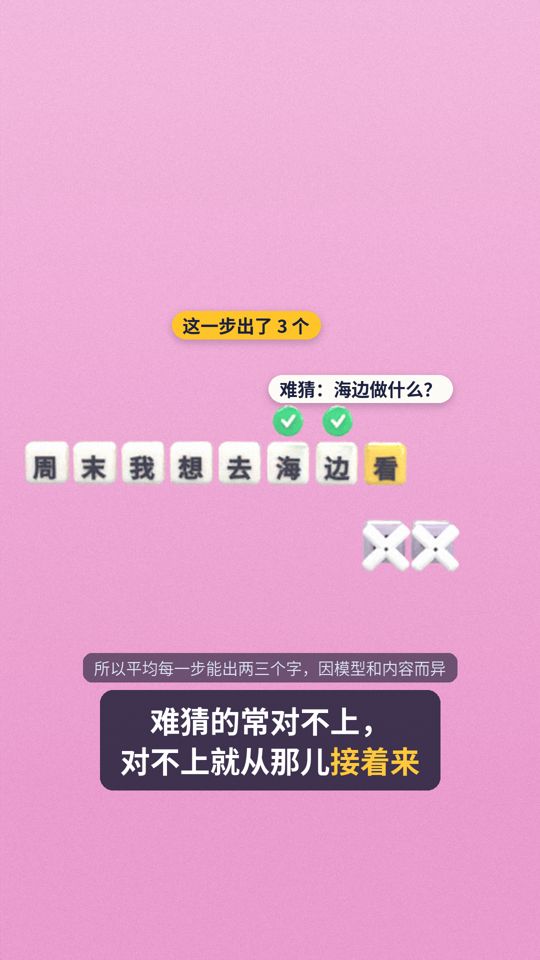 这一步出了 3 个
难猜：海边做什么？
周末我想去海边看
所以平均每一步能出两三个字，因模型和内容而异
难猜的常对不上，
对不上就从那儿接着来